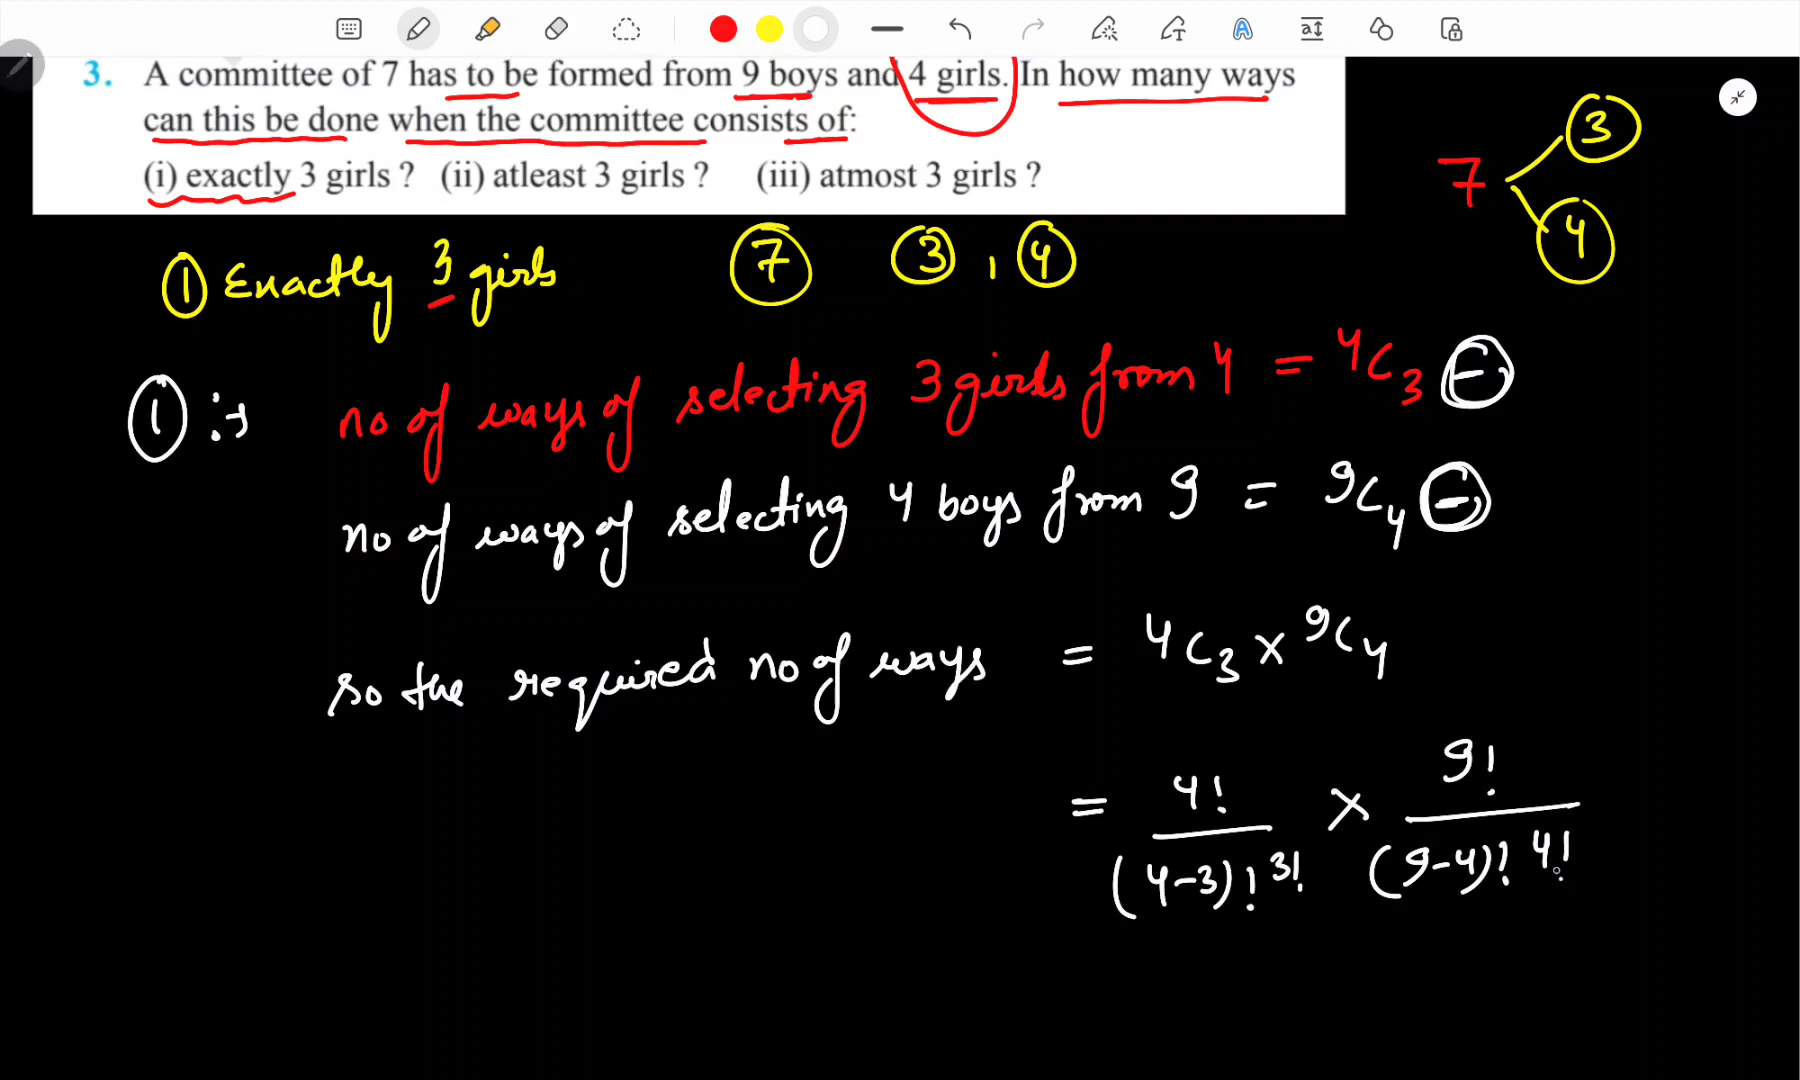 3. A committee of 7 has to be formed from 9 boys and 4 girls. In how many ways
can this be done when the committee consists of:
(i) exactly 3 girls ? (ii) atleast 3 girls ? (iii) atmost 3 girls ?
7 3
4
① Exactly 3 girls 7 3 , 4
① :→ no of ways of selecting 3 girls from 4 = ⁴C₃
no of ways of selecting 4 boys from 9 = ⁹C₄
so the required no of ways = ⁴C₃ × ⁹C₄
= 4! / (4-3)! 3! × 9! / (9-4)! 4!